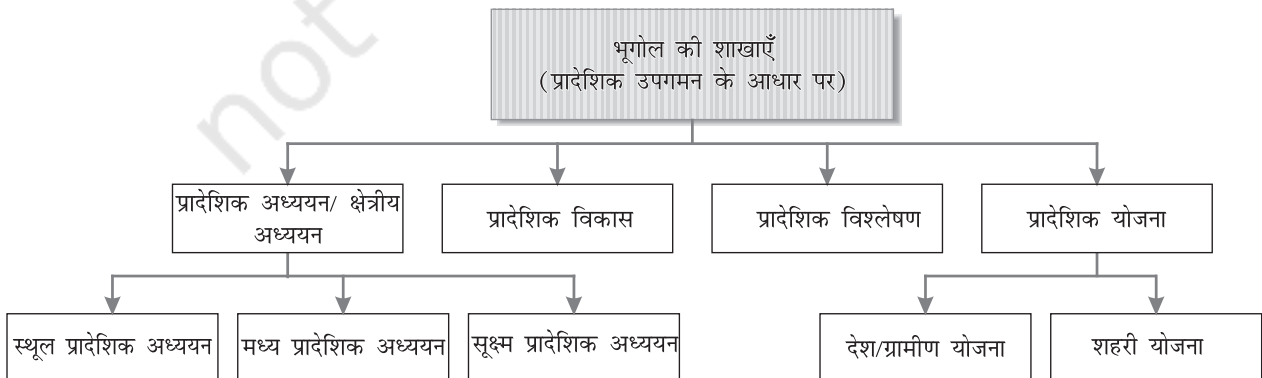 not
भूगोल की शाखाएँ
(प्रादेशिक उपगमन के आधार पर)
प्रादेशिक अध्ययन/ क्षेत्रीय
अध्ययन
प्रादेशिक विकास
प्रादेशिक विश्लेषण
प्रादेशिक योजना
स्थूल प्रादेशिक अध्ययन
मध्य प्रादेशिक अध्ययन
सूक्ष्म प्रादेशिक अध्ययन
देश/ग्रामीण योजना
शहरी योजना